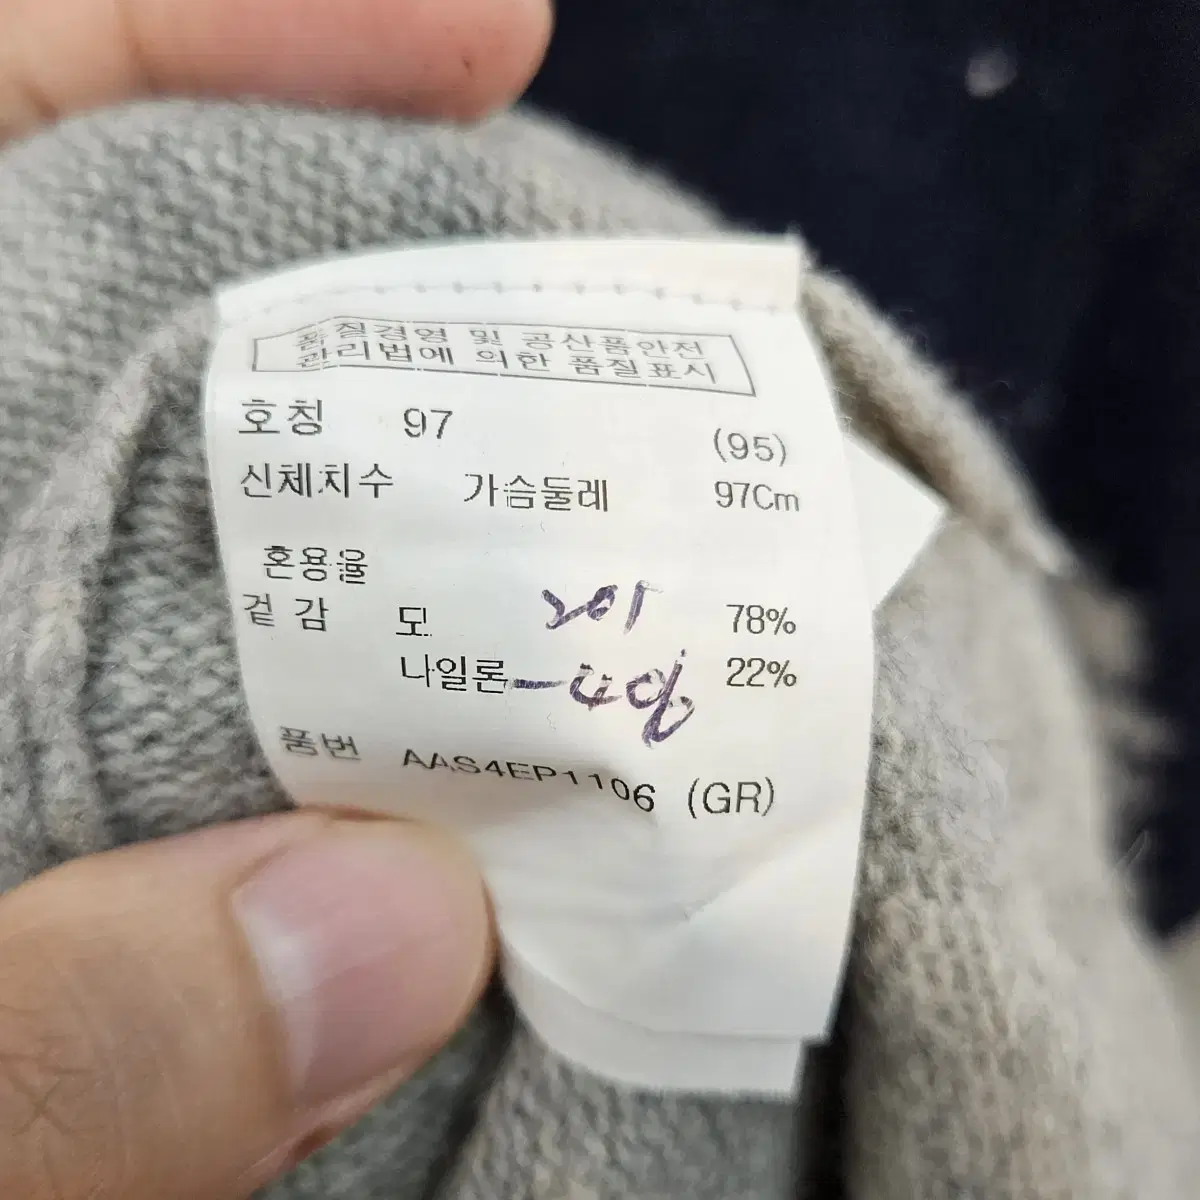 품질경영 및 공산품안전
관리법에 의한 품질표시
호칭 97 (95)
신체치수 가슴둘레 97Cm
혼용율
겉 감 모 201 78%
나일론 22%
품번 AAS4EP1106 (GR)